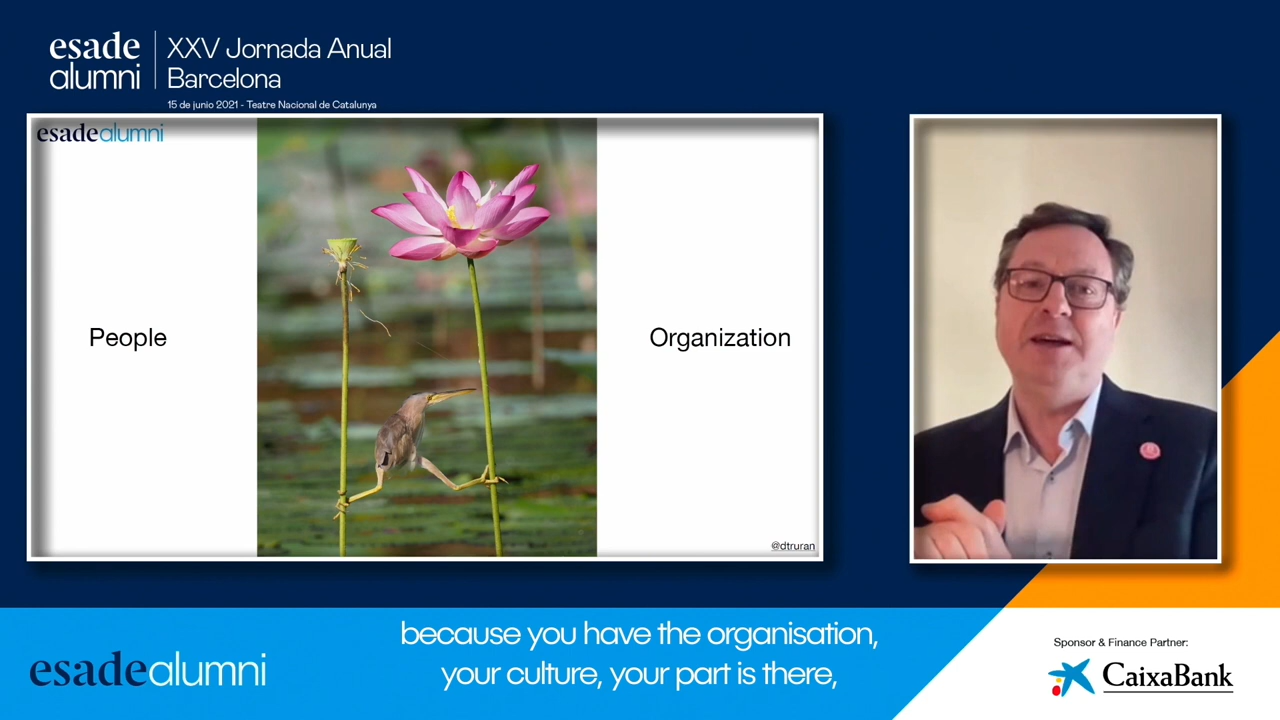 esade
alumni
XXV Jornada Anual
Barcelona
15 de junio 2021 - Teatre Nacional de Catalunya
esadealumni
People
Organization
@dtruran
because you have the organisation,
your culture, your part is there,
esadealumni
Sponsor & Finance Partner:
CaixaBank